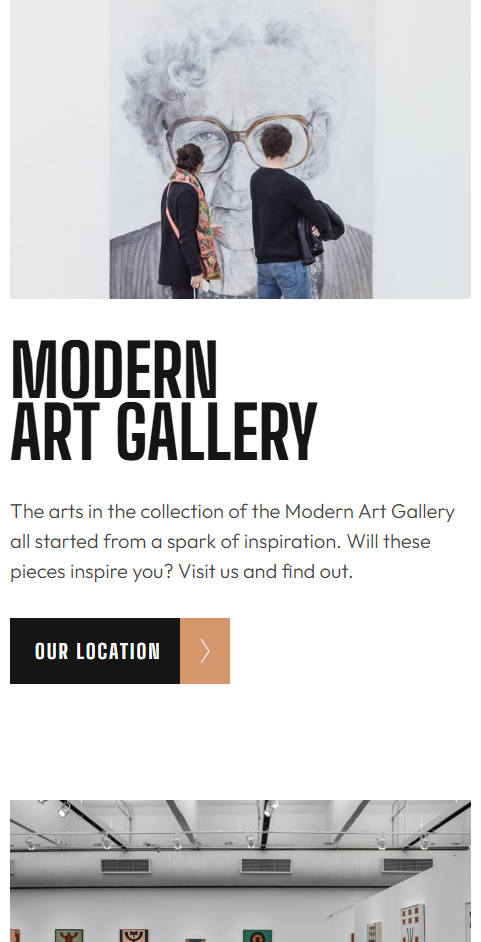 MODERN
ART GALLERY
The arts in the collection of the Modern Art Gallery
all started from a spark of inspiration. Will these
pieces inspire you? Visit us and find out.
OUR LOCATION